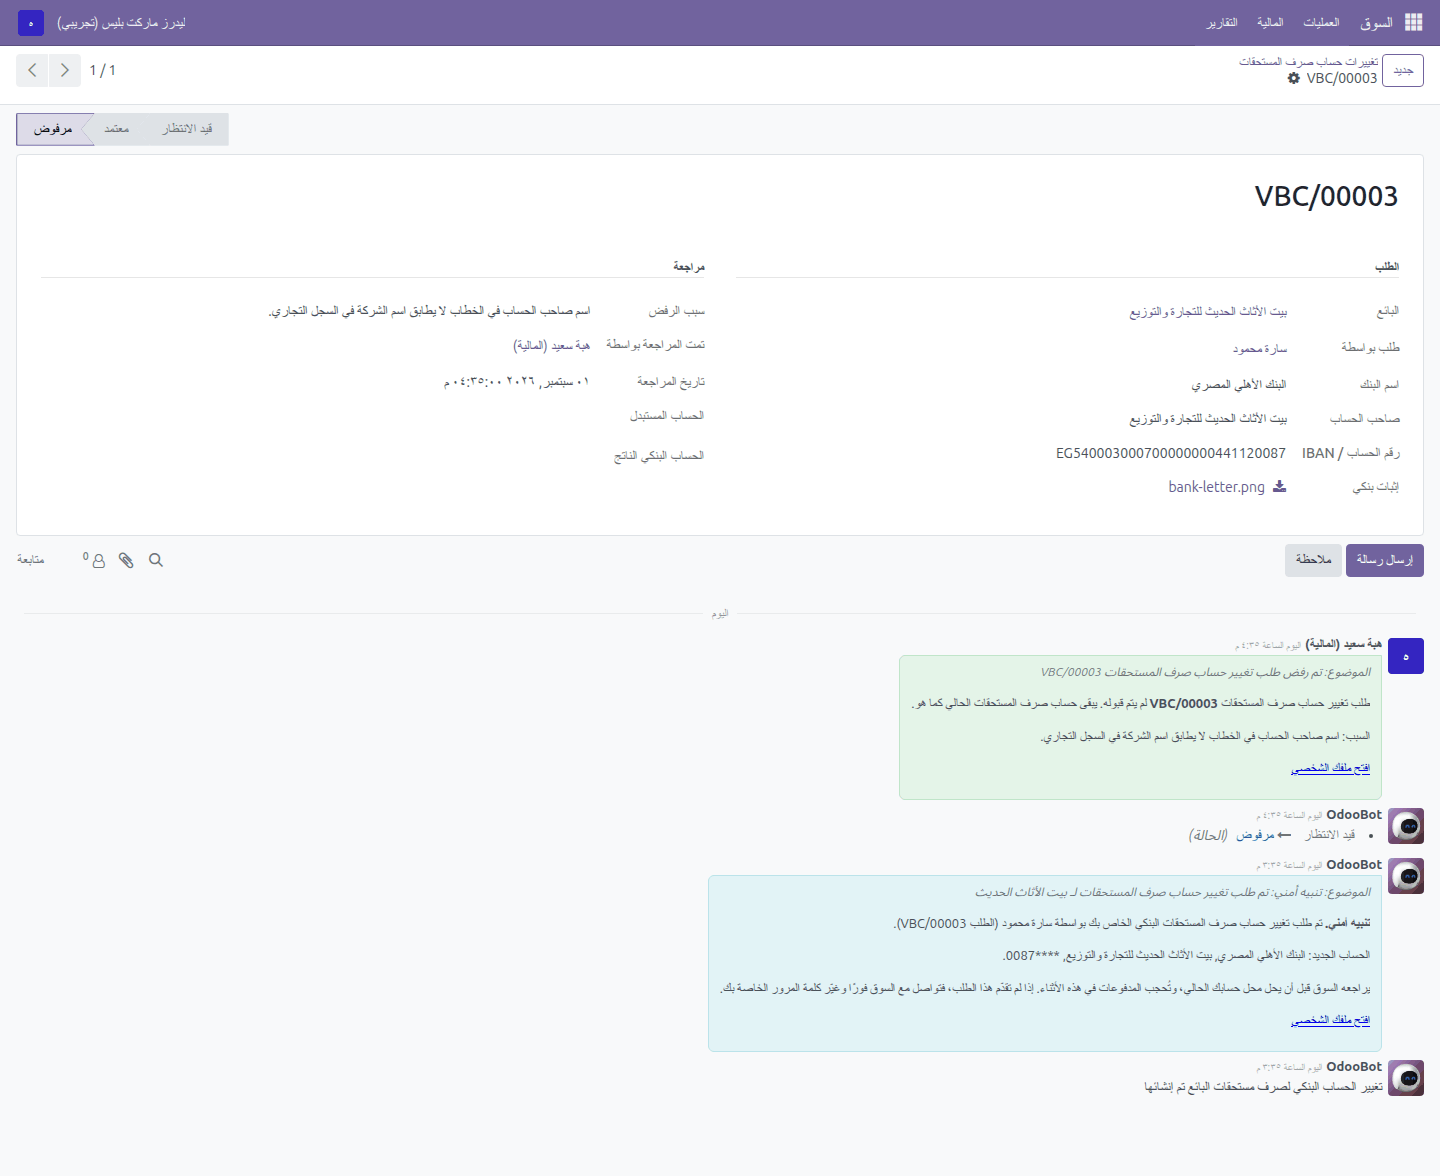 السوق
العمليات
المالية
التقارير
ليدرز ماركت بليس (تجريبي)
ه
جديد
تغييرات حساب صرف المستحقات
VBC/00003
1 / 1
قيد الانتظار
معتمد
مرفوض
VBC/00003
الطلب
البائع
بيت الأثاث الحديث للتجارة والتوزيع
طلب بواسطة
سارة محمود
اسم البنك
البنك الأهلي المصري
صاحب الحساب
بيت الأثاث الحديث للتجارة والتوزيع
رقم الحساب / IBAN
EG540003000700000000441120087
إثبات بنكي
bank-letter.png
مراجعة
سبب الرفض
اسم صاحب الحساب في الخطاب لا يطابق اسم الشركة في السجل التجاري.
تمت المراجعة بواسطة
هبة سعيد (المالية)
تاريخ المراجعة
٠١ سبتمبر, ٢٠٢٦ ٠٤:٣٥:٠٠ م
الحساب المستبدل
الحساب البنكي الناتج
إرسال رسالة
ملاحظة
0
متابعة
اليوم
ه
هبة سعيد (المالية) اليوم الساعة ٤:٣٥ م
الموضوع: تم رفض طلب تغيير حساب صرف المستحقات VBC/00003
طلب تغيير حساب صرف المستحقات VBC/00003 لم يتم قبوله. يبقى حساب صرف المستحقات الحالي كما هو.
السبب: اسم صاحب الحساب في الخطاب لا يطابق اسم الشركة في السجل التجاري.
افتح ملفك الشخصي
OdooBot اليوم الساعة ٤:٣٥ م
قيد الانتظار ← مرفوض (الحالة)
OdooBot اليوم الساعة ٣:٣٥ م
الموضوع: تنبيه أمني: تم طلب تغيير حساب صرف المستحقات لـ بيت الأثاث الحديث
تنبيه أمني. تم طلب تغيير حساب صرف المستحقات البنكي الخاص بك بواسطة سارة محمود (الطلب VBC/00003).
الحساب الجديد: البنك الأهلي المصري, بيت الأثاث الحديث للتجارة والتوزيع, ****0087.
يراجعه السوق قبل أن يحل محل حسابك الحالي، وتُحجب المدفوعات في هذه الأثناء. إذا لم تقدّم هذا الطلب، فتواصل مع السوق فورًا وغيّر كلمة المرور الخاصة بك.
افتح ملفك الشخصي
OdooBot اليوم الساعة ٣:٣٥ م
تغيير الحساب البنكي لصرف مستحقات البائع تم إنشائها